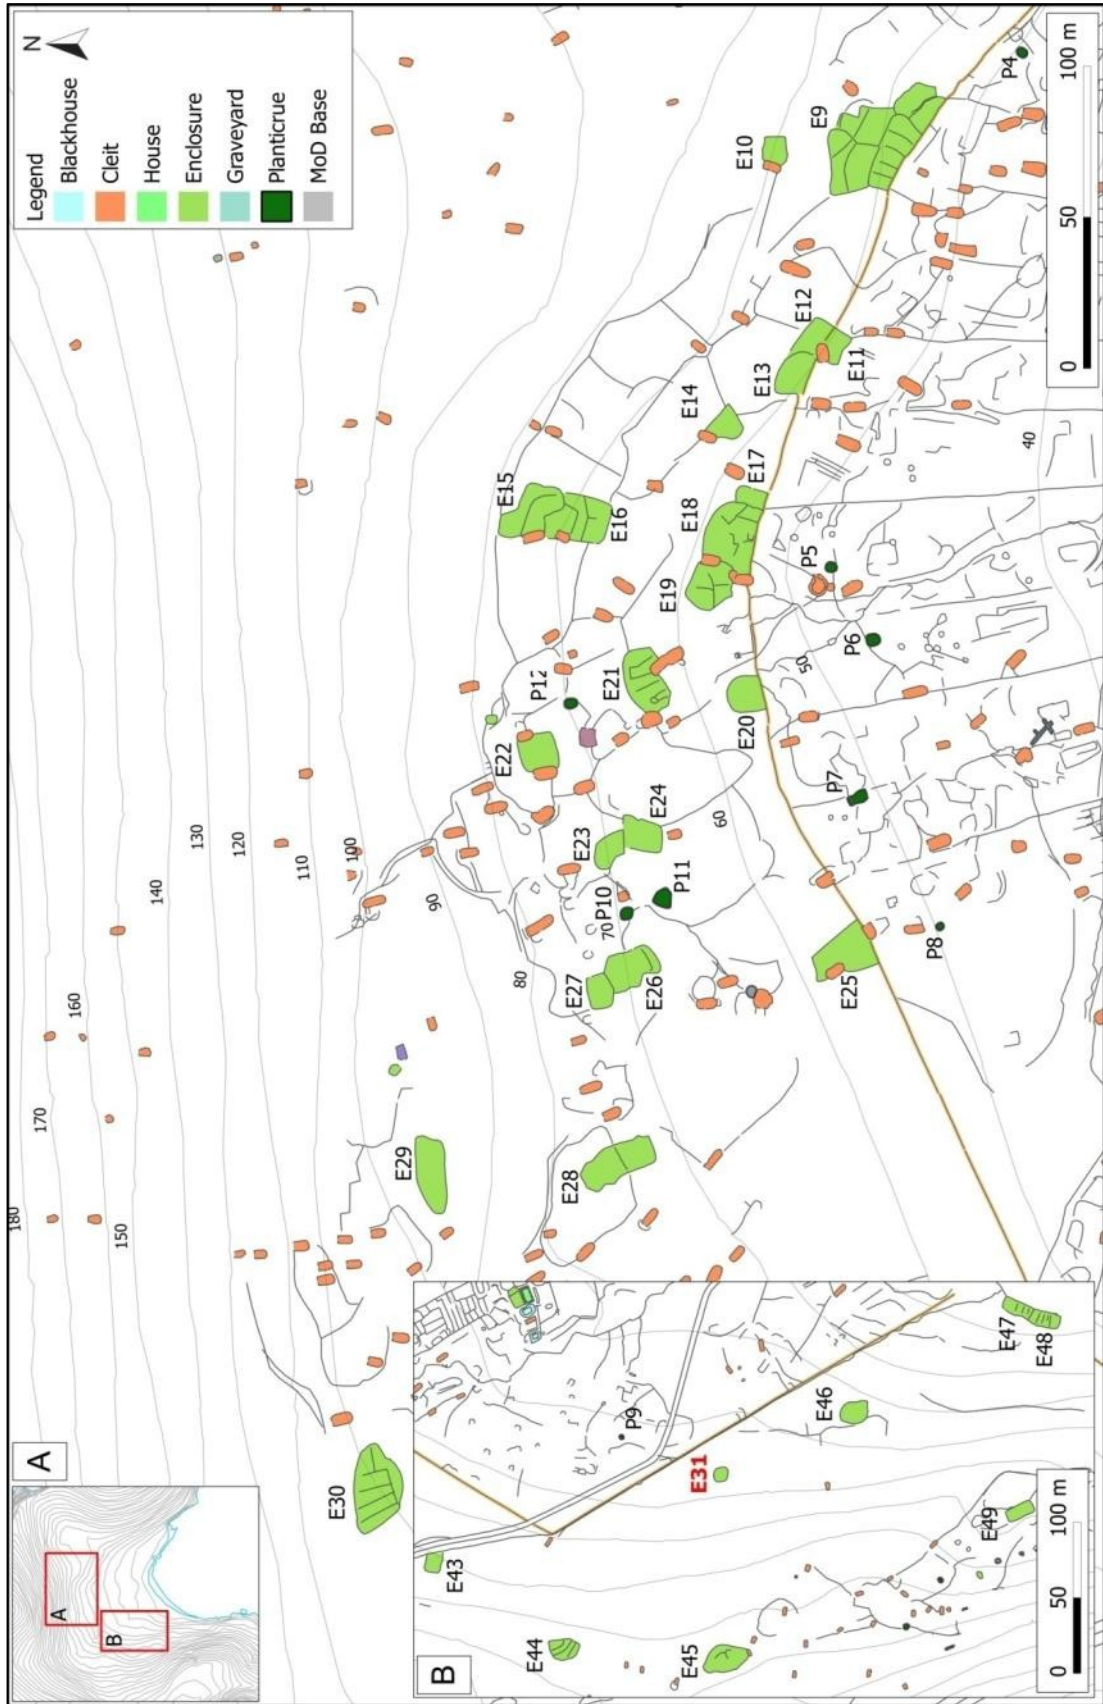 A
A
B
N
Legend
Blackhouse
Cleit
House
Enclosure
Graveyard
Planticrue
MoD Base
180
170
160
150
140
130
120
110
100
90
80
70
60
50
40
E30
E29
E28
E27
E26
E25
E23
E24
E22
E21
E20
E19
E18
E17
E16
E15
E14
E13
E12
E11
E10
E9
P12
P11
P10
P8
P7
P6
P5
P4
0
50
100 m
B
E43
E44
E45
E31
P9
E46
E47
E48
E49
0
50
100 m